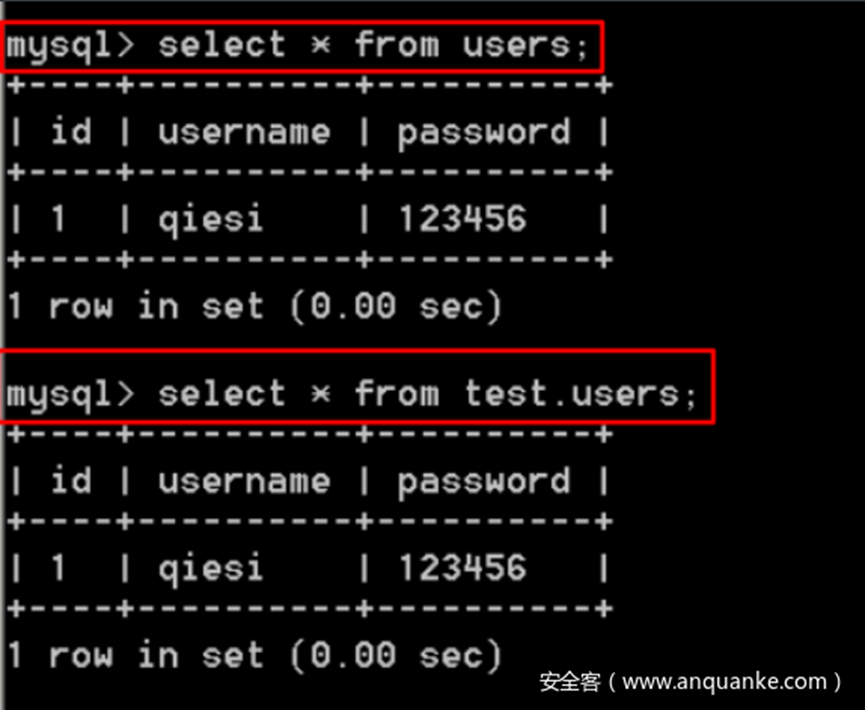 mysql> select * from users;
+----+----------+----------+
| id | username | password |
+----+----------+----------+
| 1  | qiesi    | 123456   |
+----+----------+----------+
1 row in set (0.00 sec)
mysql> select * from test.users;
+----+----------+----------+
| id | username | password |
+----+----------+----------+
| 1  | qiesi    | 123456   |
+----+----------+----------+
1 row in set (0.00 sec)
安全客（www.anquanke.com）